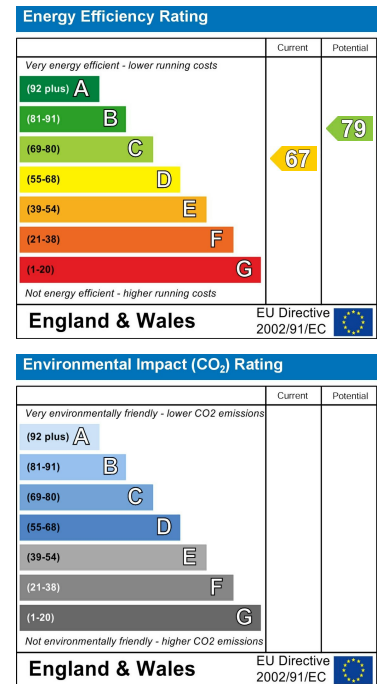 Energy Efficiency Rating
Current Potential
Very energy efficient - lower running costs
(92 plus) A
(81-91) B
(69-80) C
(55-68) D
(39-54) E
(21-38) F
(1-20) G
67
79
Not energy efficient - higher running costs
England & Wales
EU Directive
2002/91/EC
Environmental Impact (CO₂) Rating
Current Potential
Very environmentally friendly - lower CO2 emissions
(92 plus) A
(81-91) B
(69-80) C
(55-68) D
(39-54) E
(21-38) F
(1-20) G
Not environmentally friendly - higher CO2 emissions
England & Wales
EU Directive
2002/91/EC